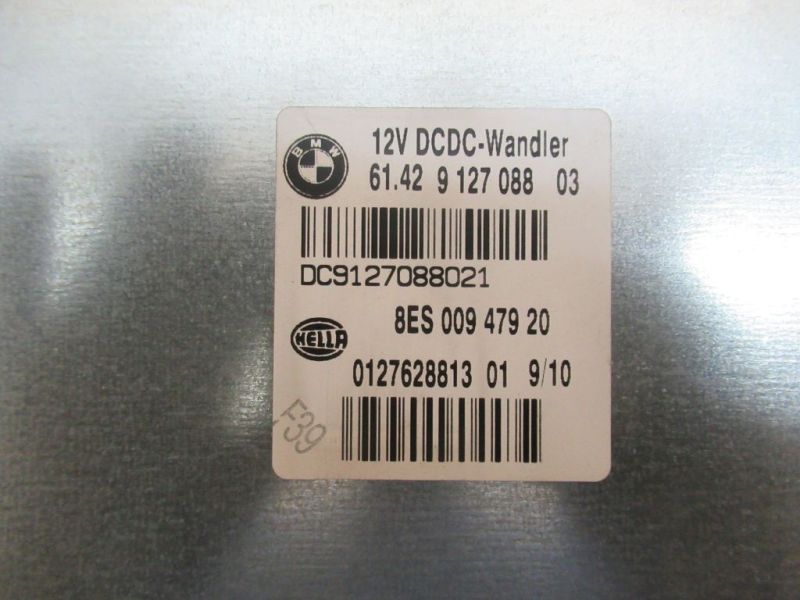 BMW
12V DCDC-Wandler
61.42 9 127 088 03
DC9127088021
8ES 009 479 20
HELLA
0127628813 01 9/10
F39